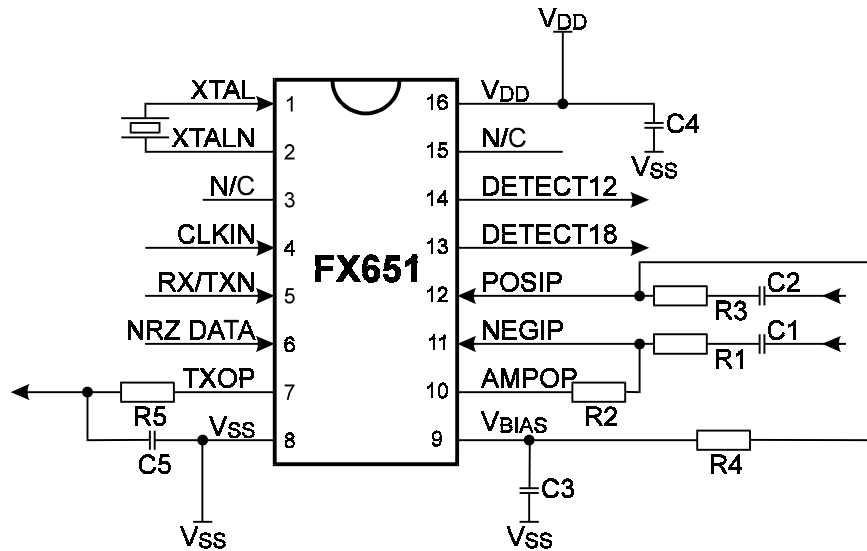 VDD
XTAL 1 16 VDD
C4
XTALN 2 15 N/C
VSS
N/C 3 14 DETECT12
CLKIN 4 13 DETECT18
FX651
RX/TXN 5 12 POSIP
C2
R3
NRZ DATA 6 11 NEGIP
C1
R1
TXOP 7 10 AMPOP
R5
R2
VSS 8 9 VBIAS
C5
R4
C3
VSS
VSS